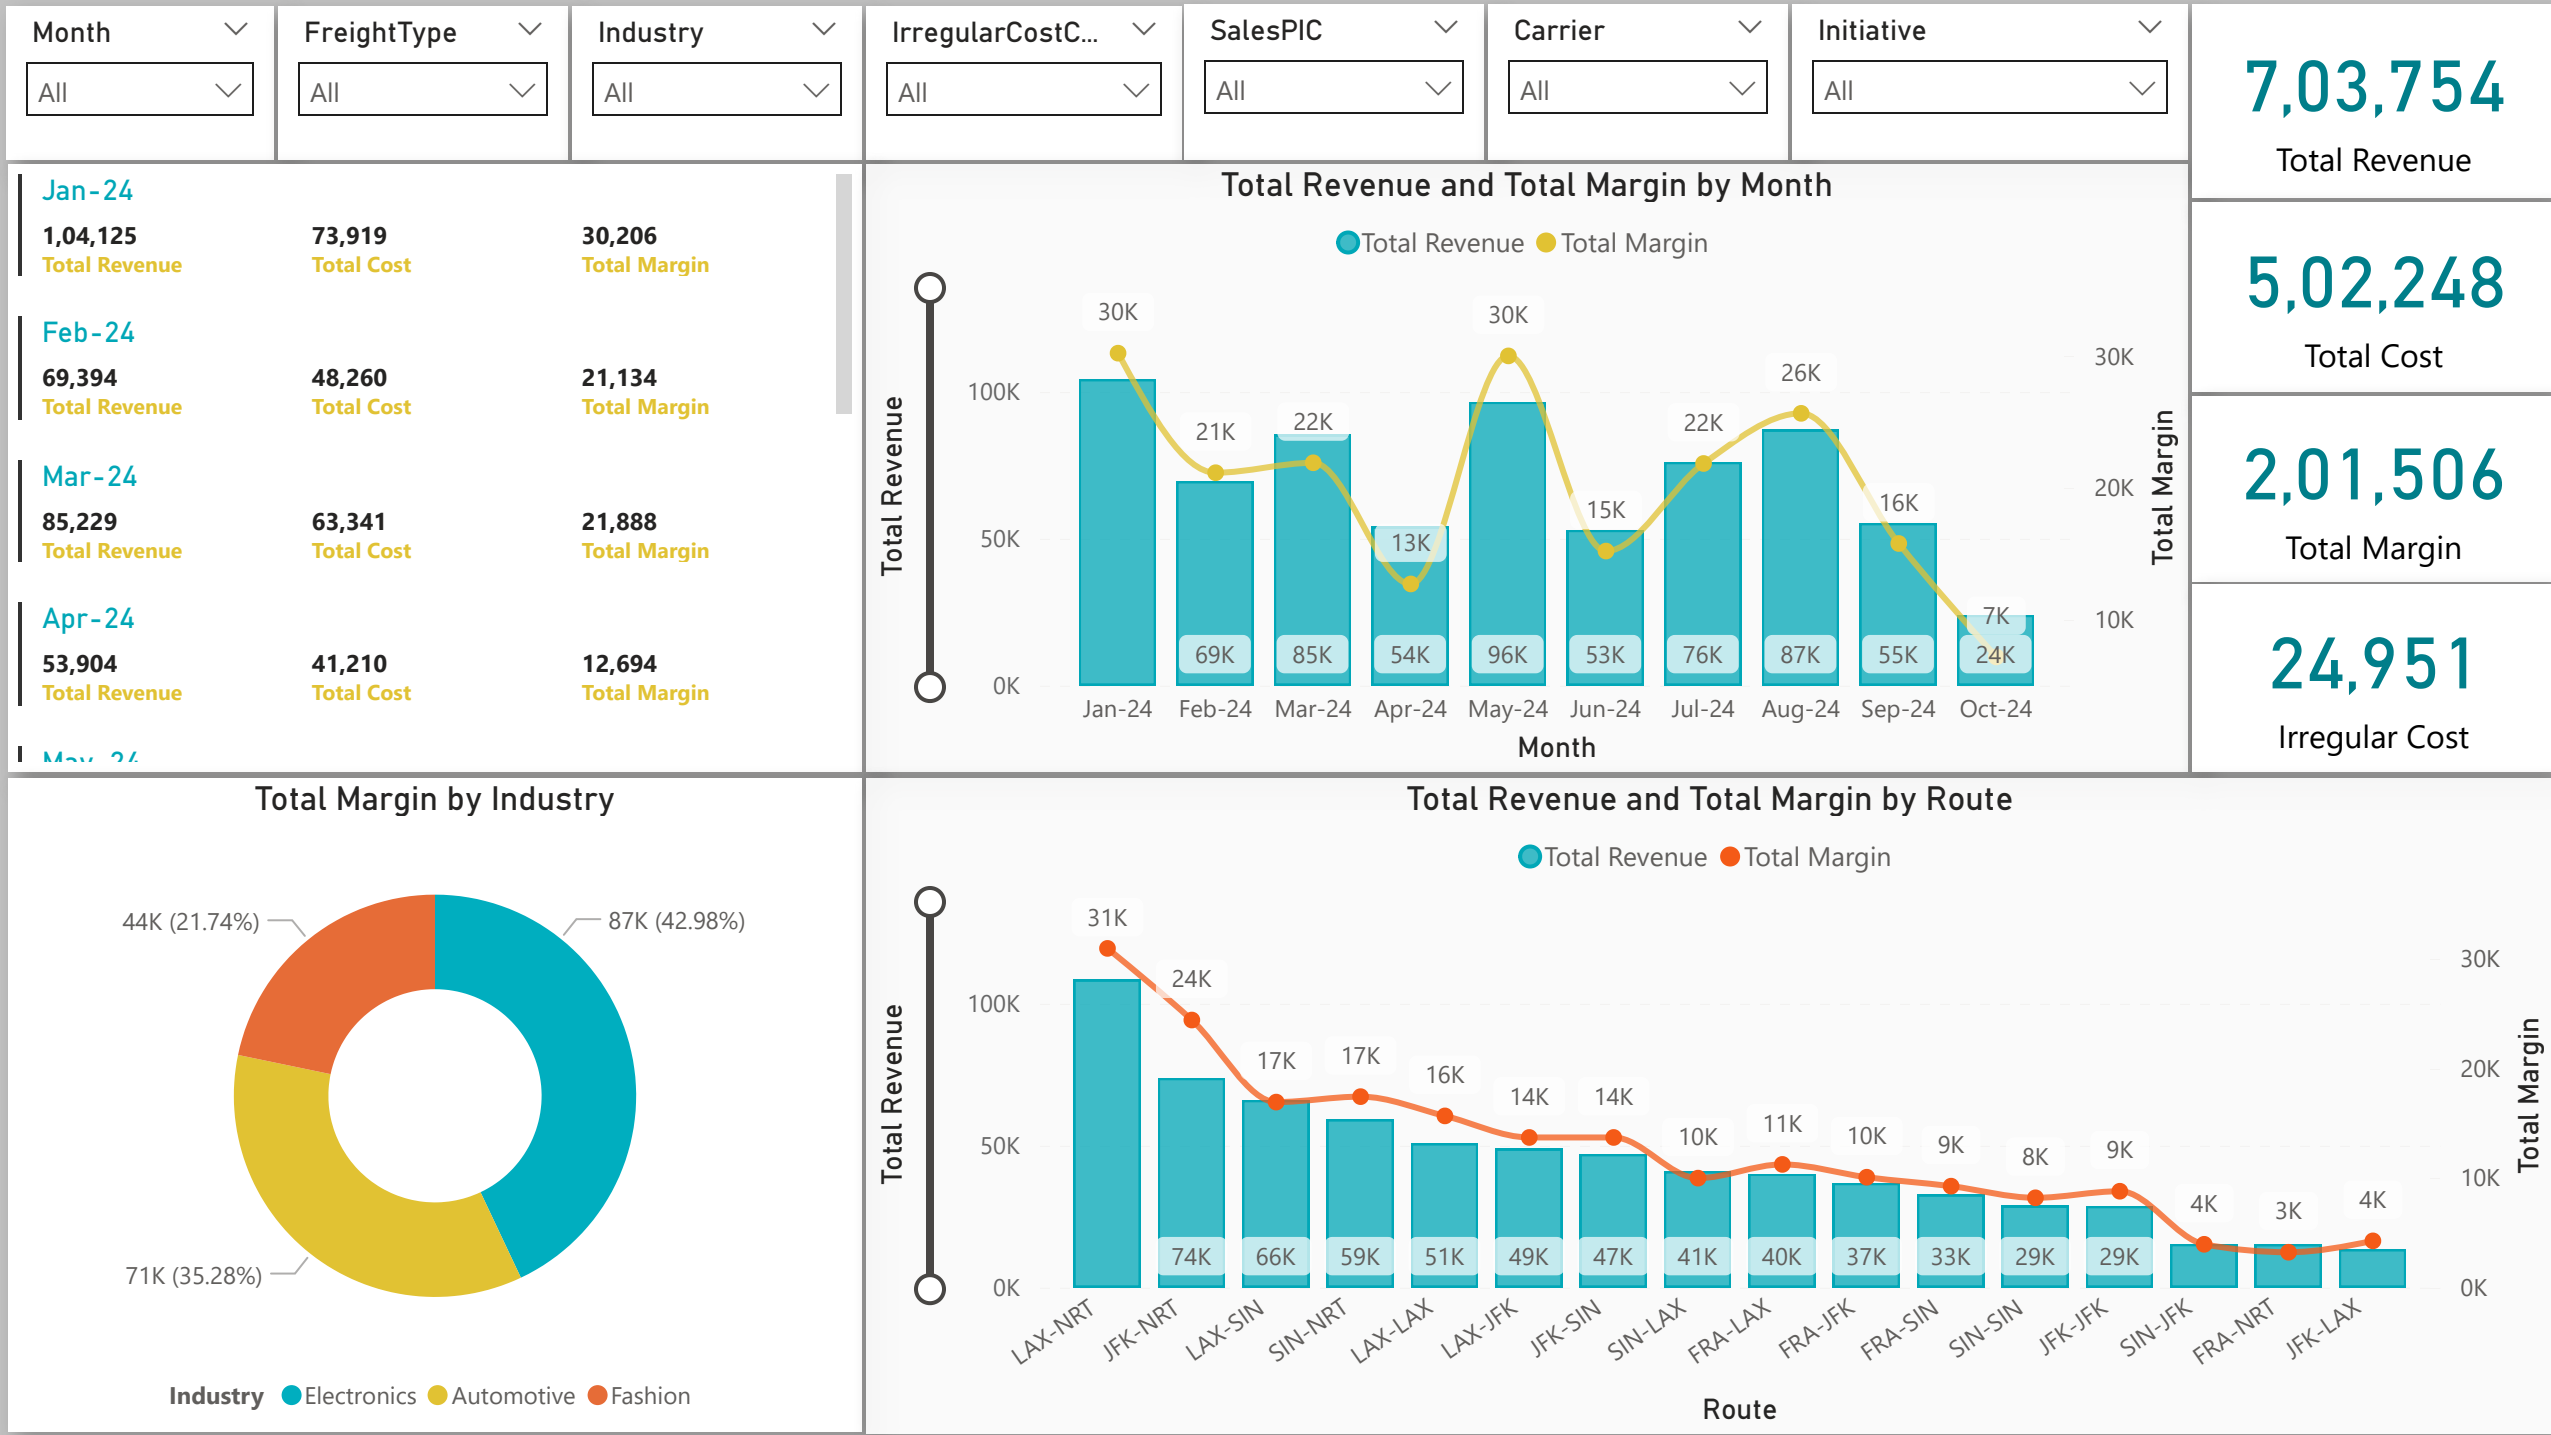 Month
FreightType
Industry
IrregularCostC...
SalesPIC
Carrier
Initiative
All
All
All
All
All
All
All
7,03,754
Total Revenue
5,02,248
Total Cost
2,01,506
Total Margin
24,951
Irregular Cost
Jan-24
1,04,125 73,919 30,206
Total Revenue Total Cost Total Margin
Feb-24
69,394 48,260 21,134
Total Revenue Total Cost Total Margin
Mar-24
85,229 63,341 21,888
Total Revenue Total Cost Total Margin
Apr-24
53,904 41,210 12,694
Total Revenue Total Cost Total Margin
May-24
Total Revenue and Total Margin by Month
Total Revenue Total Margin
Total Revenue
100K
50K
0K
30K
21K
22K
13K
30K
15K
22K
26K
16K
7K
69K 85K 54K 96K 53K 76K 87K 55K 24K
30K
20K
10K
Total Margin
Jan-24 Feb-24 Mar-24 Apr-24 May-24 Jun-24 Jul-24 Aug-24 Sep-24 Oct-24
Month
Total Margin by Industry
44K (21.74%)
87K (42.98%)
71K (35.28%)
Industry Electronics Automotive Fashion
Total Revenue and Total Margin by Route
Total Revenue Total Margin
Total Revenue
100K
50K
0K
31K
24K
17K
17K
16K
14K
14K
10K
11K
10K
9K
8K
9K
4K
3K
4K
74K 66K 59K 51K 49K 47K 41K 40K 37K 33K 29K 29K
30K
20K
10K
0K
Total Margin
LAX-NRT
JFK-NRT
LAX-SIN
SIN-NRT
LAX-LAX
LAX-JFK
JFK-SIN
SIN-LAX
FRA-LAX
FRA-JFK
FRA-SIN
SIN-SIN
JFK-JFK
SIN-JFK
FRA-NRT
JFK-LAX
Route